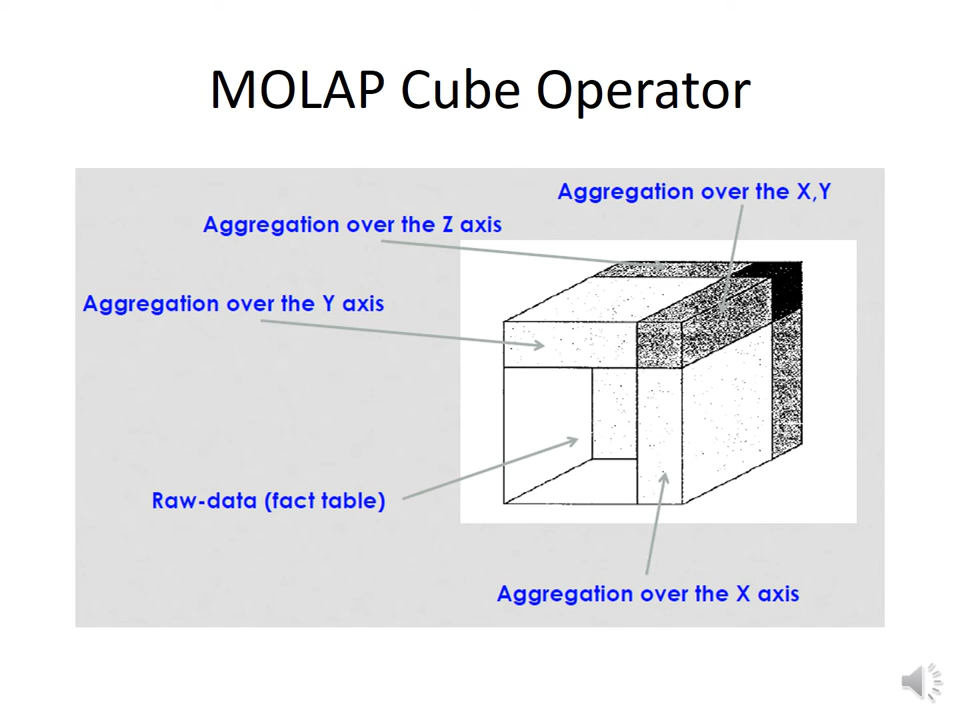 MOLAP Cube Operator
Aggregation over the X,Y
Aggregation over the Z axis
Aggregation over the Y axis
Raw-data (fact table)
Aggregation over the X axis